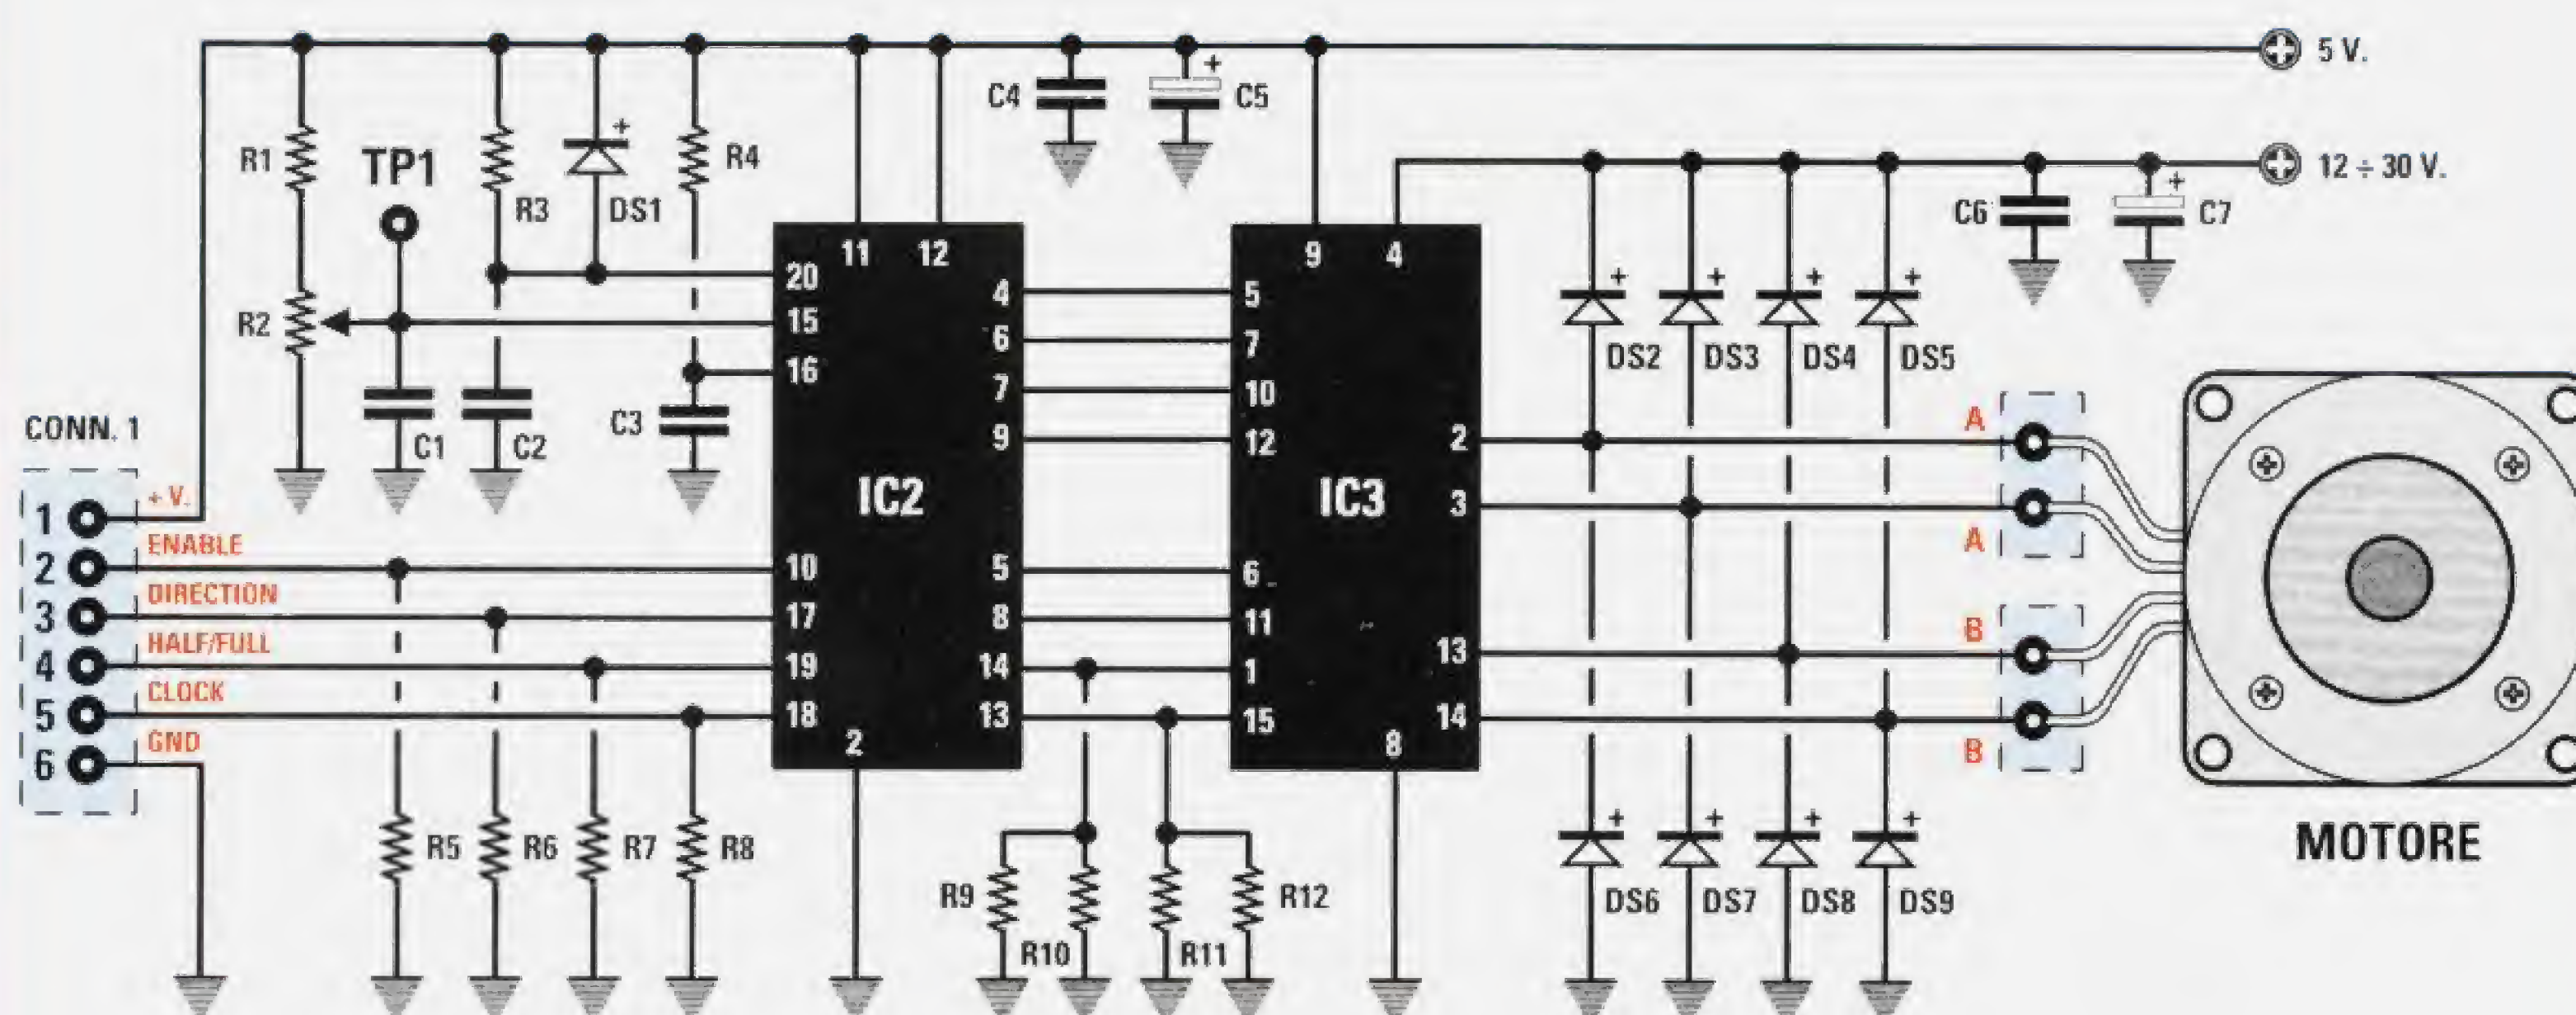 5 V.
C4
+
C5
12 ÷ 30 V.
R1
TP1
R3
+
DS1
R4
C6
+
C7
11
12
9
4
20
15
16
4
6
7
9
5
7
10
12
R2
+
DS2
+
DS3
+
DS4
+
DS5
C1
C2
C3
CONN. 1
IC2
IC3
2
3
A
A
1
+ V.
2
ENABLE
3
DIRECTION
4
HALF/FULL
5
CLOCK
6
GND
10
17
19
18
2
5
8
14
13
6
11
1
15
8
13
14
B
B
MOTORE
R5
R6
R7
R8
R9
R10
R11
R12
+
DS6
+
DS7
+
DS8
+
DS9